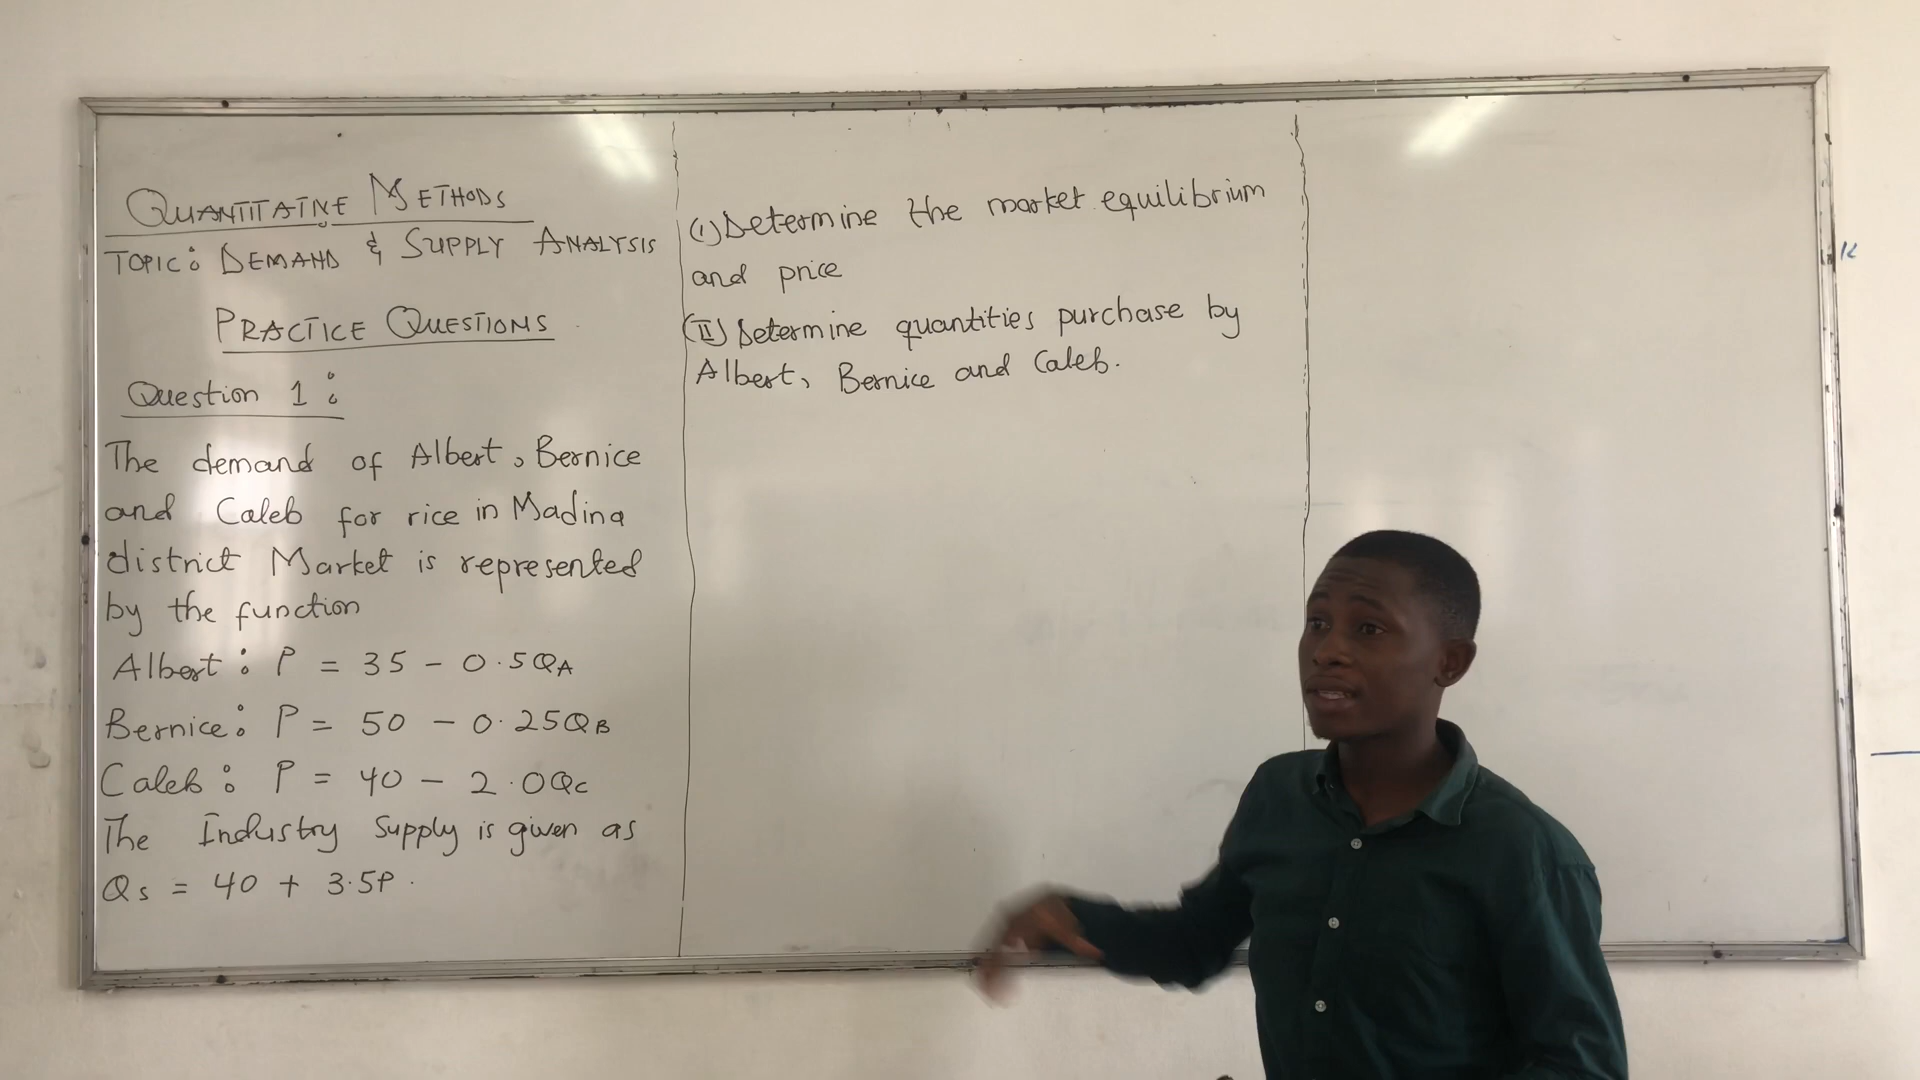 QUANTITATIVE METHODS
TOPIC: DEMAND & SUPPLY ANALYSIS
PRACTICE QUESTIONS
Question 1:
The demand of Albert, Bernice
and Caleb for rice in Madina
district Market is represented
by the function
Albert: P = 35 - 0.5QA
Bernice: P = 50 - 0.25QB
Caleb: P = 40 - 2.0QC
The Industry Supply is given as
Qs = 40 + 3.5P.
(i) Determine the market equilibrium
and price
(II) Determine quantities purchase by
Albert, Bernice and Caleb.